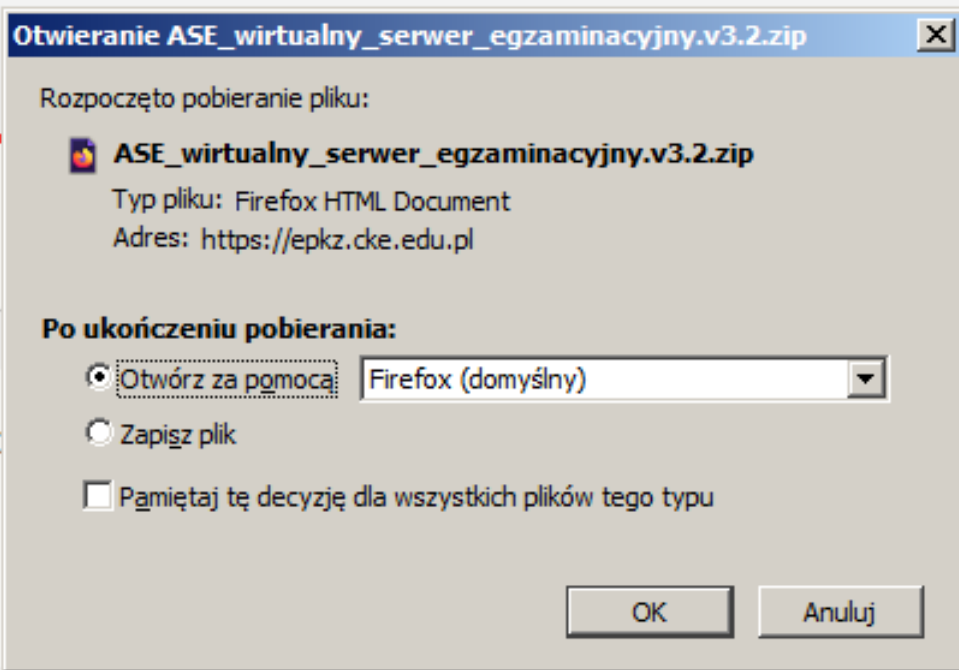 Otwieranie ASE_wirtualny_serwer_egzaminacyjny.v3.2.zip
Rozpoczęto pobieranie pliku:
ASE_wirtualny_serwer_egzaminacyjny.v3.2.zip
Typ pliku: Firefox HTML Document
Adres: https://epkz.cke.edu.pl
Po ukończeniu pobierania:
Otwórz za pomocą Firefox (domyślny)
Zapisz plik
Pamiętaj tę decyzję dla wszystkich plików tego typu
OK Anuluj